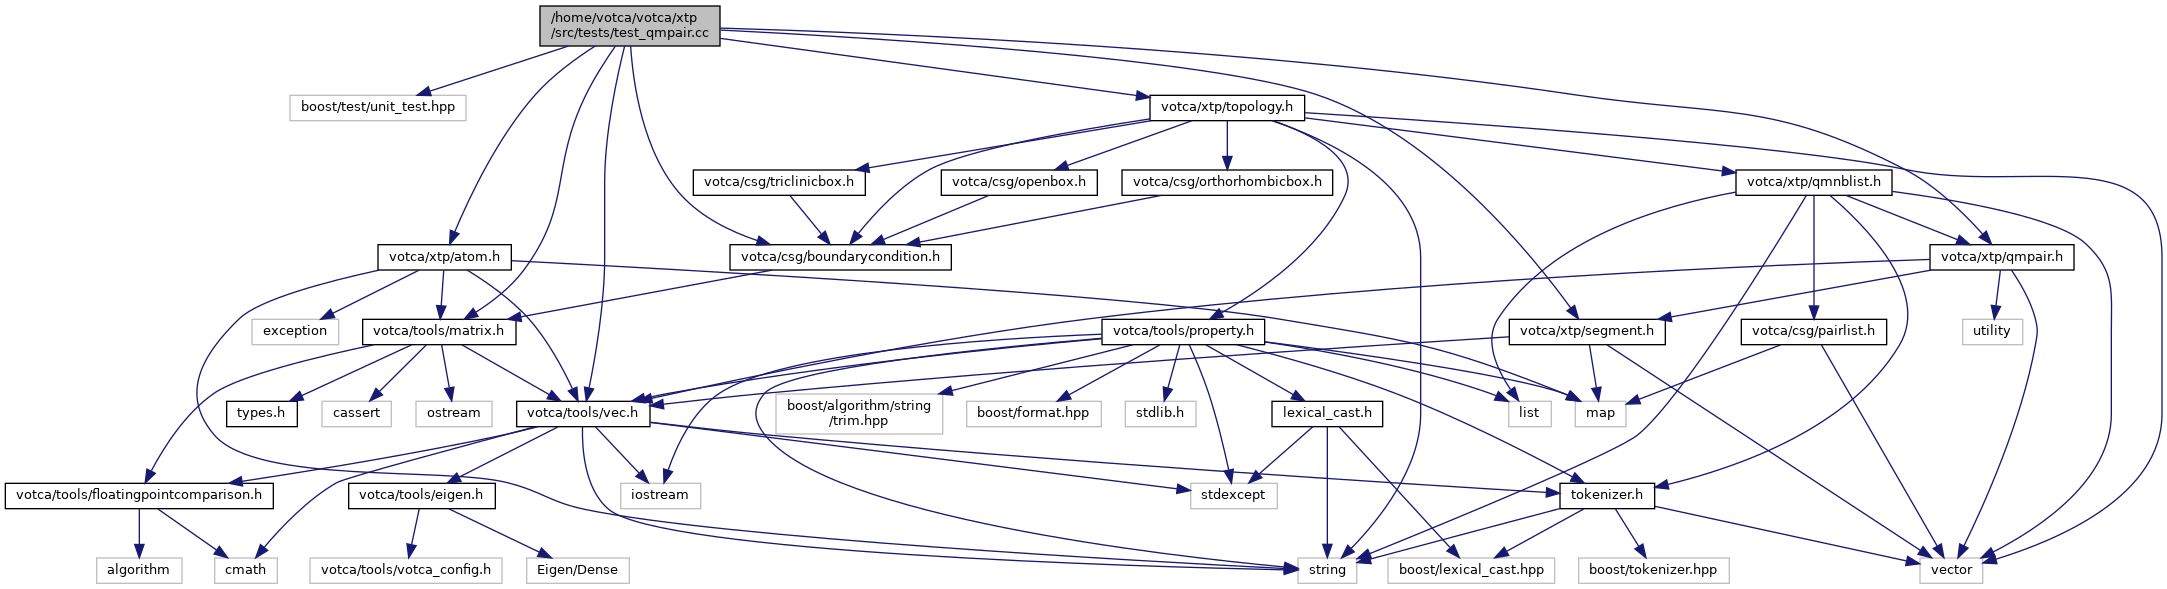 /home/votca/votca/xtp
/src/tests/test_qmpair.cc
boost/test/unit_test.hpp
votca/xtp/topology.h
votca/csg/triclinicbox.h
votca/csg/openbox.h
votca/csg/orthorhombicbox.h
votca/xtp/qmnblist.h
votca/xtp/atom.h
votca/csg/boundarycondition.h
votca/xtp/qmpair.h
exception
votca/tools/matrix.h
votca/tools/property.h
votca/xtp/segment.h
votca/csg/pairlist.h
utility
types.h
cassert
ostream
votca/tools/vec.h
boost/algorithm/string
/trim.hpp
boost/format.hpp
stdlib.h
lexical_cast.h
list
map
votca/tools/floatingpointcomparison.h
votca/tools/eigen.h
iostream
stdexcept
tokenizer.h
algorithm
cmath
votca/tools/votca_config.h
Eigen/Dense
string
boost/lexical_cast.hpp
boost/tokenizer.hpp
vector